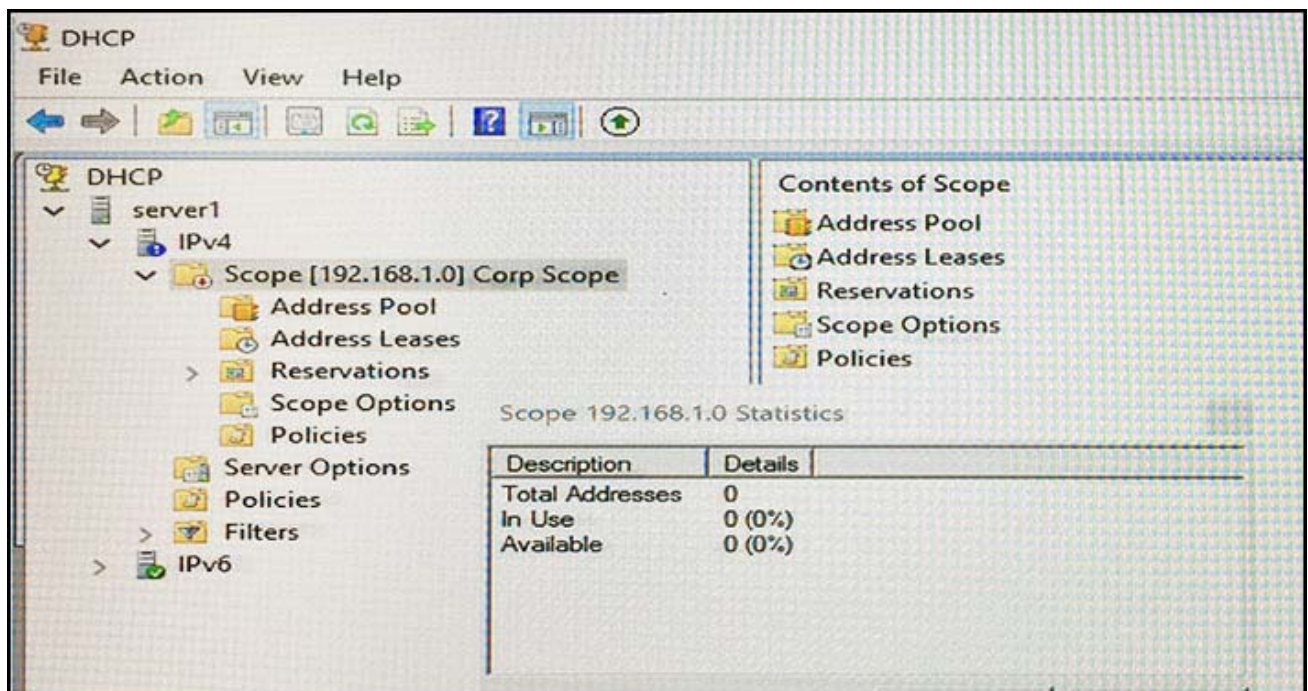 DHCP
File Action View Help
DHCP
server1
IPv4
Scope [192.168.1.0] Corp Scope
Address Pool
Address Leases
Reservations
Scope Options
Policies
Server Options
Policies
Filters
IPv6
Contents of Scope
Address Pool
Address Leases
Reservations
Scope Options
Policies
Scope 192.168.1.0 Statistics
Description Details
Total Addresses 0
In Use 0 (0%)
Available 0 (0%)